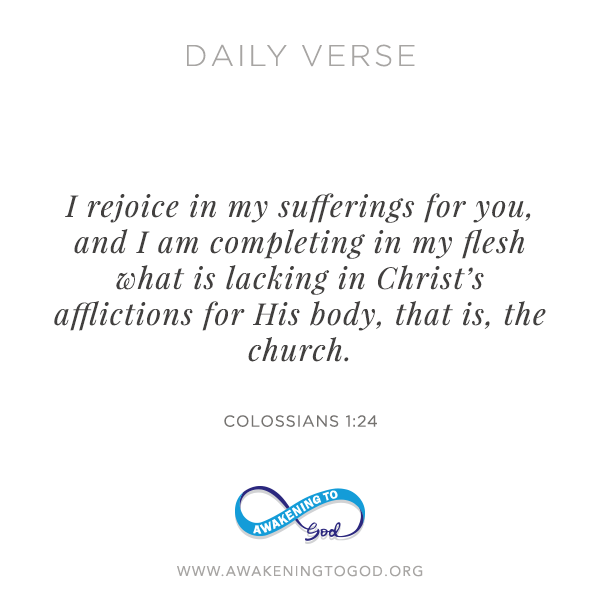 DAILY VERSE
I rejoice in my sufferings for you,
and I am completing in my flesh
what is lacking in Christ’s
afflictions for His body, that is, the
church.
COLOSSIANS 1:24
AWAKENING TO
God
WWW.AWAKENINGTOGOD.ORG